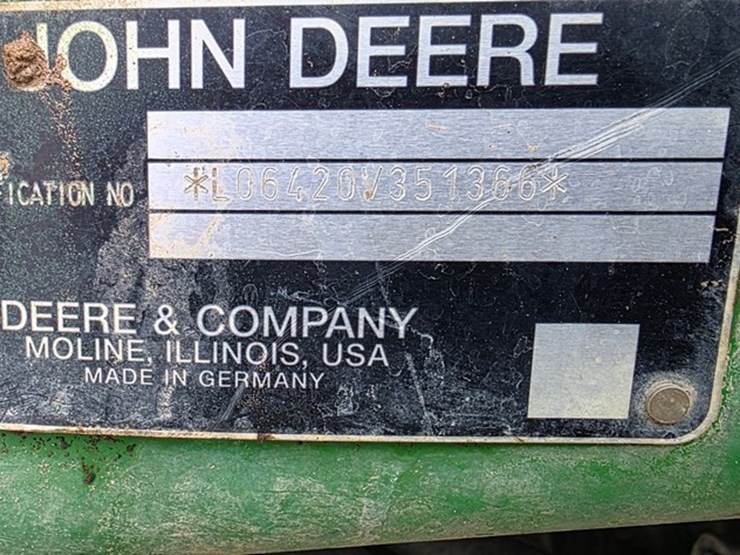 JOHN DEERE
ICATION NO *L06420V351366*
DEERE & COMPANY
MOLINE, ILLINOIS, USA
MADE IN GERMANY